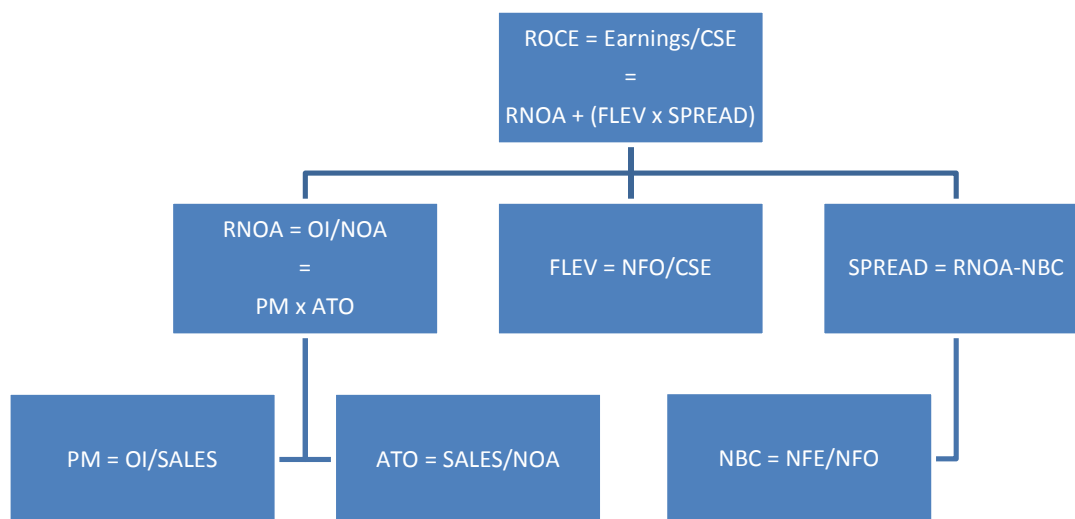 ROCE = Earnings/CSE
=
RNOA + (FLEV x SPREAD)
RNOA = OI/NOA
=
PM x ATO
FLEV = NFO/CSE
SPREAD = RNOA-NBC
PM = OI/SALES
ATO = SALES/NOA
NBC = NFE/NFO